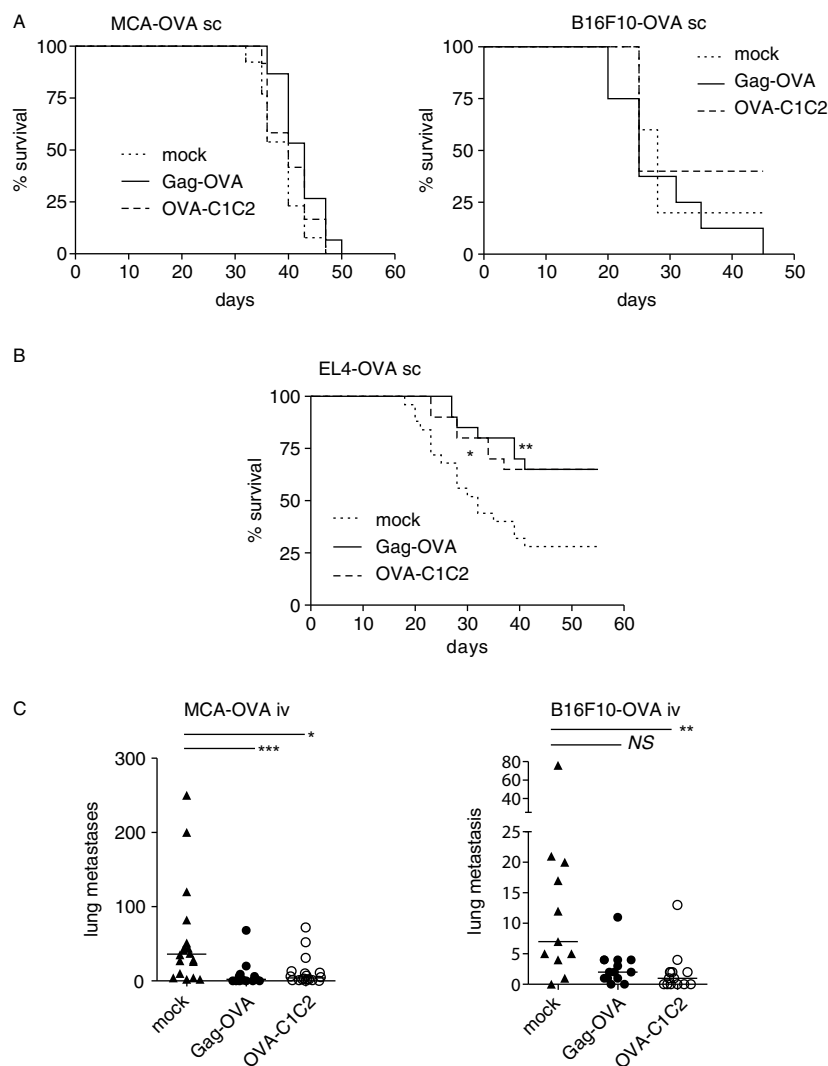 A
MCA-OVA sc
% survival
100
75
50
25
0
mock
Gag-OVA
OVA-C1C2
0 10 20 30 40 50 60
days
B16F10-OVA sc
% survival
100
75
50
25
0
mock
Gag-OVA
OVA-C1C2
0 10 20 30 40 50
days
B
EL4-OVA sc
% survival
100
75
50
25
0
* **
mock
Gag-OVA
OVA-C1C2
0 10 20 30 40 50 60
days
C
MCA-OVA iv
*
***
lung metastases
300
200
100
0
mock
Gag-OVA
OVA-C1C2
B16F10-OVA iv
**
NS
lung metastasis
80
60
40
25
20
15
10
5
0
mock
Gag-OVA
OVA-C1C2